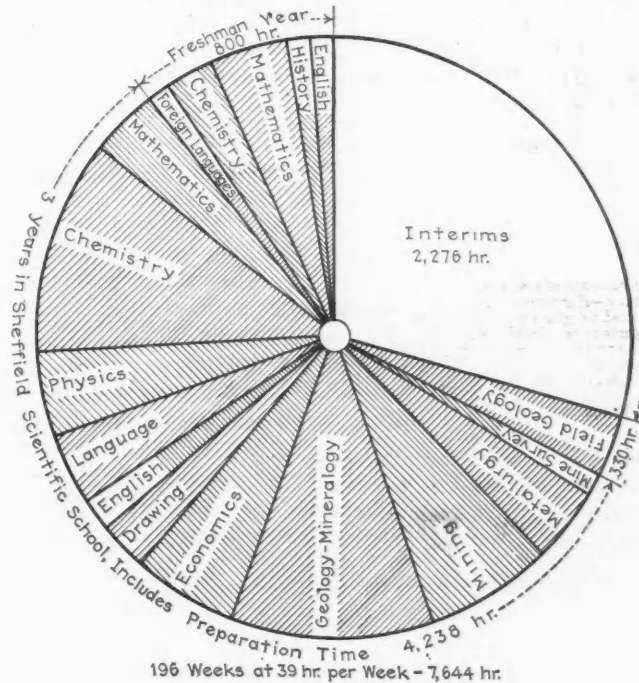 Freshman Year
800 hr.
English
History
Mathematics
Chemistry
Foreign Languages
Mathematics
Chemistry
Physics
Language
English
Drawing
Economics
Geology-Mineralogy
Mining
Metallurgy
Mine Survey
Field Geology
Interims
2,276 hr.
330 hr.
3 years in Sheffield Scientific School, Includes Preparation Time 4,238 hr.
196 Weeks at 39 hr. per Week - 7,644 hr.